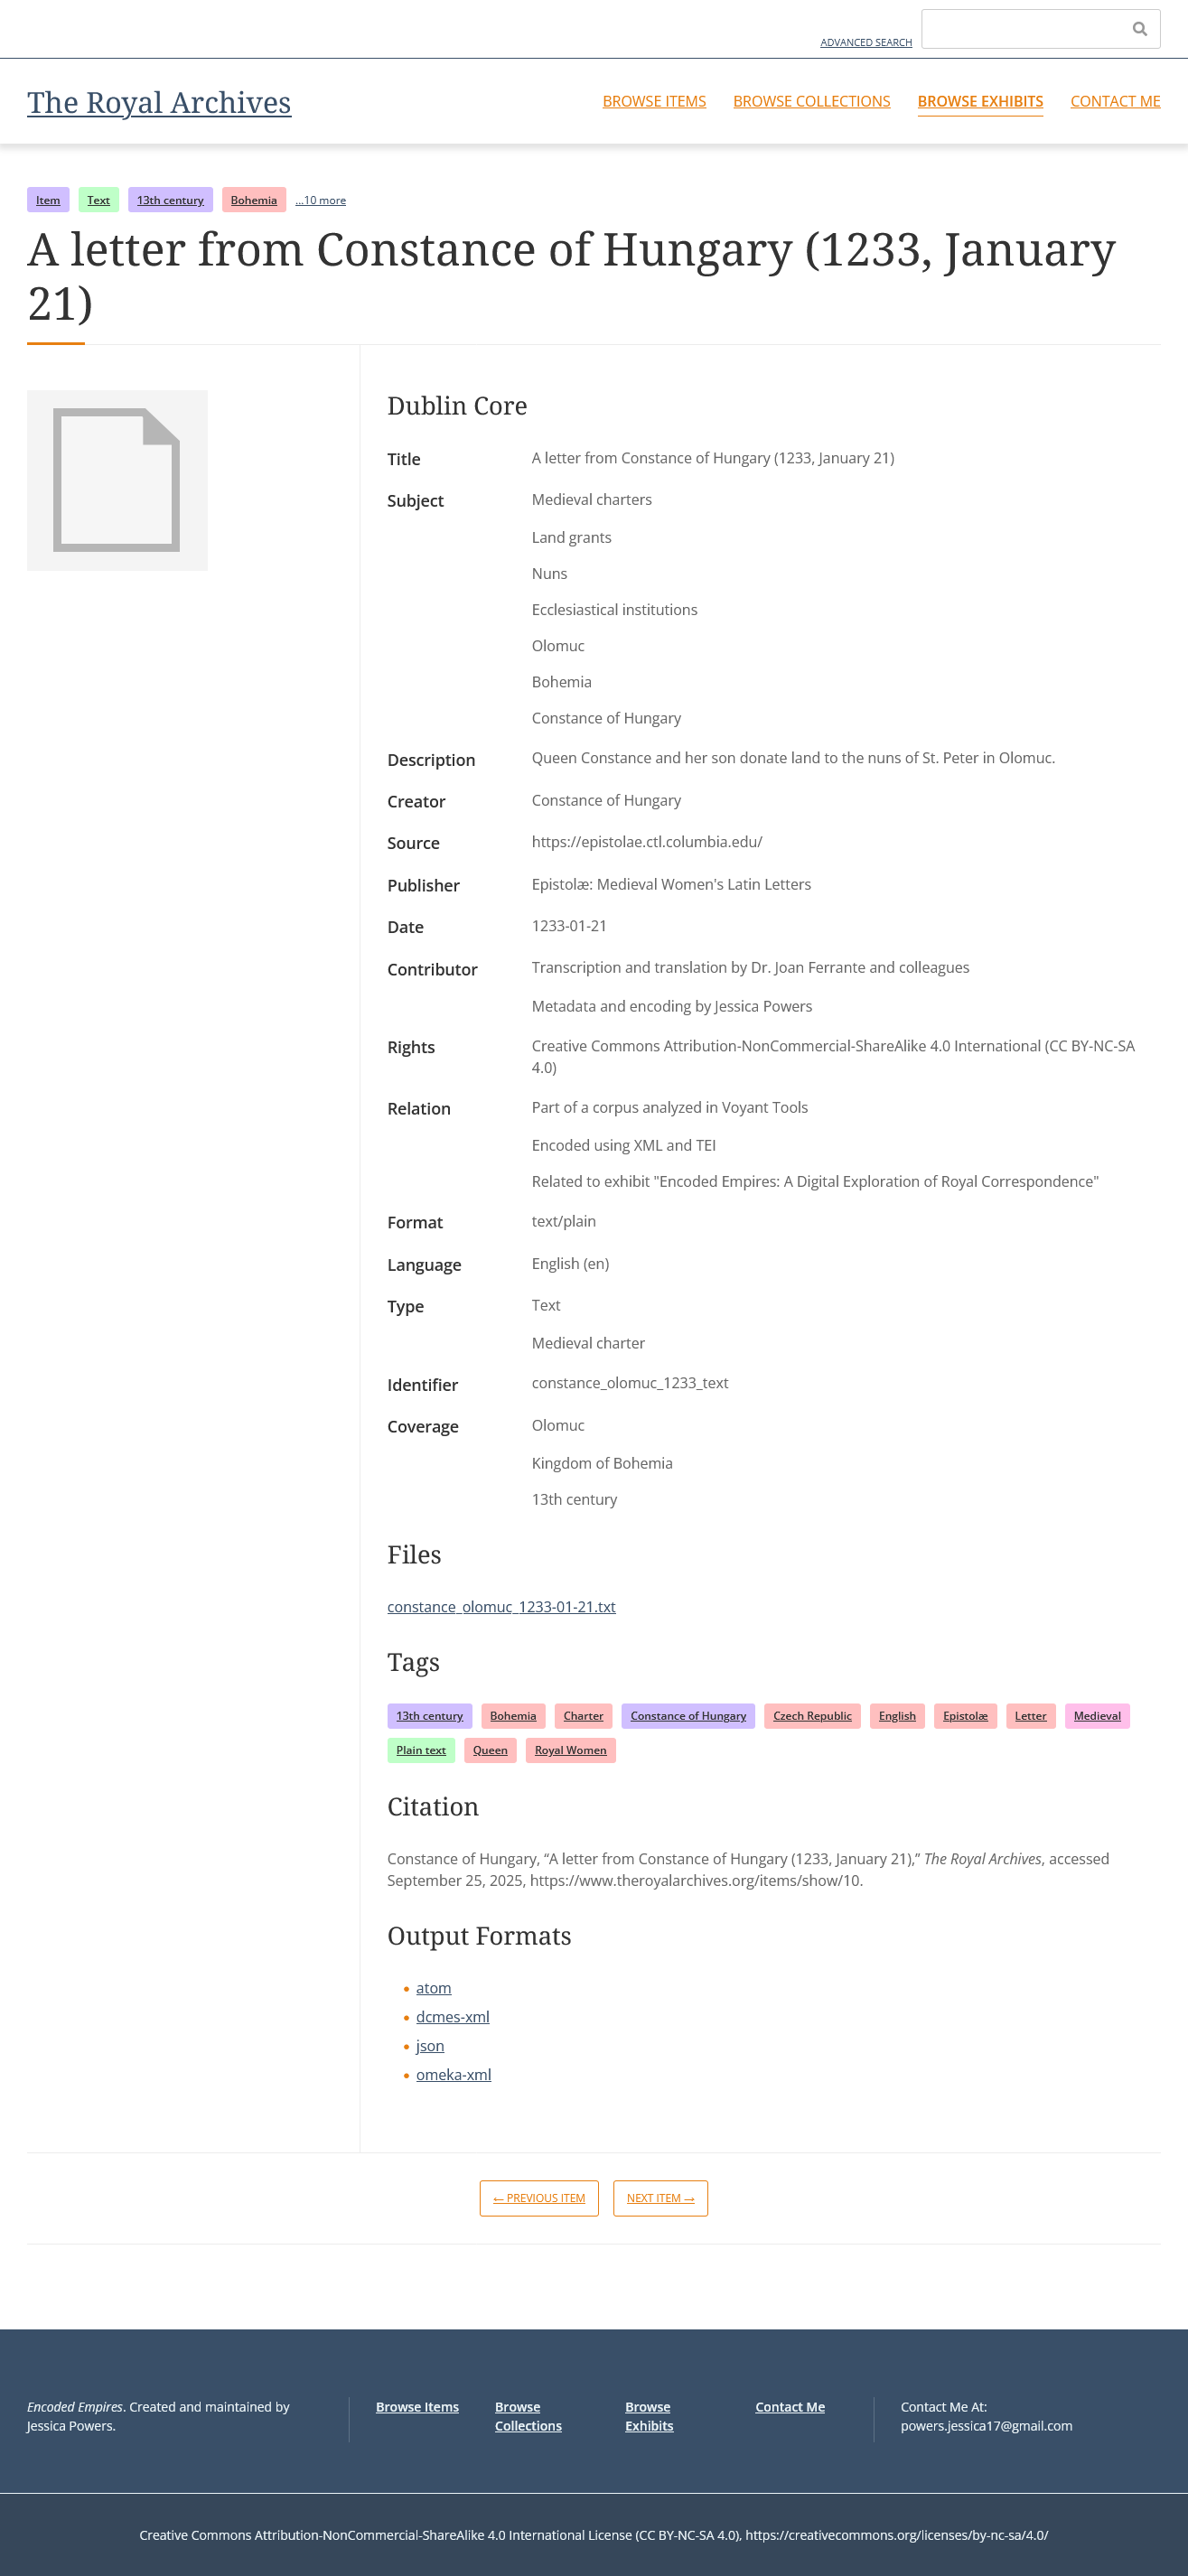 ADVANCED SEARCH
The Royal Archives
BROWSE ITEMS BROWSE COLLECTIONS BROWSE EXHIBITS CONTACT ME
Item Text 13th century Bohemia ...10 more
A letter from Constance of Hungary (1233, January
21)
Dublin Core
Title A letter from Constance of Hungary (1233, January 21)
Subject Medieval charters
Land grants
Nuns
Ecclesiastical institutions
Olomuc
Bohemia
Constance of Hungary
Description Queen Constance and her son donate land to the nuns of St. Peter in Olomuc.
Creator Constance of Hungary
Source https://epistolae.ctl.columbia.edu/
Publisher Epistolæ: Medieval Women's Latin Letters
Date 1233-01-21
Contributor Transcription and translation by Dr. Joan Ferrante and colleagues
Metadata and encoding by Jessica Powers
Rights Creative Commons Attribution-NonCommercial-ShareAlike 4.0 International (CC BY-NC-SA
4.0)
Relation Part of a corpus analyzed in Voyant Tools
Encoded using XML and TEI
Related to exhibit "Encoded Empires: A Digital Exploration of Royal Correspondence"
Format text/plain
Language English (en)
Type Text
Medieval charter
Identifier constance_olomuc_1233_text
Coverage Olomuc
Kingdom of Bohemia
13th century
Files
constance_olomuc_1233-01-21.txt
Tags
13th century Bohemia Charter Constance of Hungary Czech Republic English Epistolæ Letter Medieval
Plain text Queen Royal Women
Citation
Constance of Hungary, “A letter from Constance of Hungary (1233, January 21),” The Royal Archives, accessed
September 25, 2025, https://www.theroyalarchives.org/items/show/10.
Output Formats
• atom
• dcmes-xml
• json
• omeka-xml
← PREVIOUS ITEM NEXT ITEM →
Encoded Empires. Created and maintained by
Jessica Powers.
Browse Items
Browse
Collections
Browse
Exhibits
Contact Me
Contact Me At:
powers.jessica17@gmail.com
Creative Commons Attribution-NonCommercial-ShareAlike 4.0 International License (CC BY-NC-SA 4.0), https://creativecommons.org/licenses/by-nc-sa/4.0/